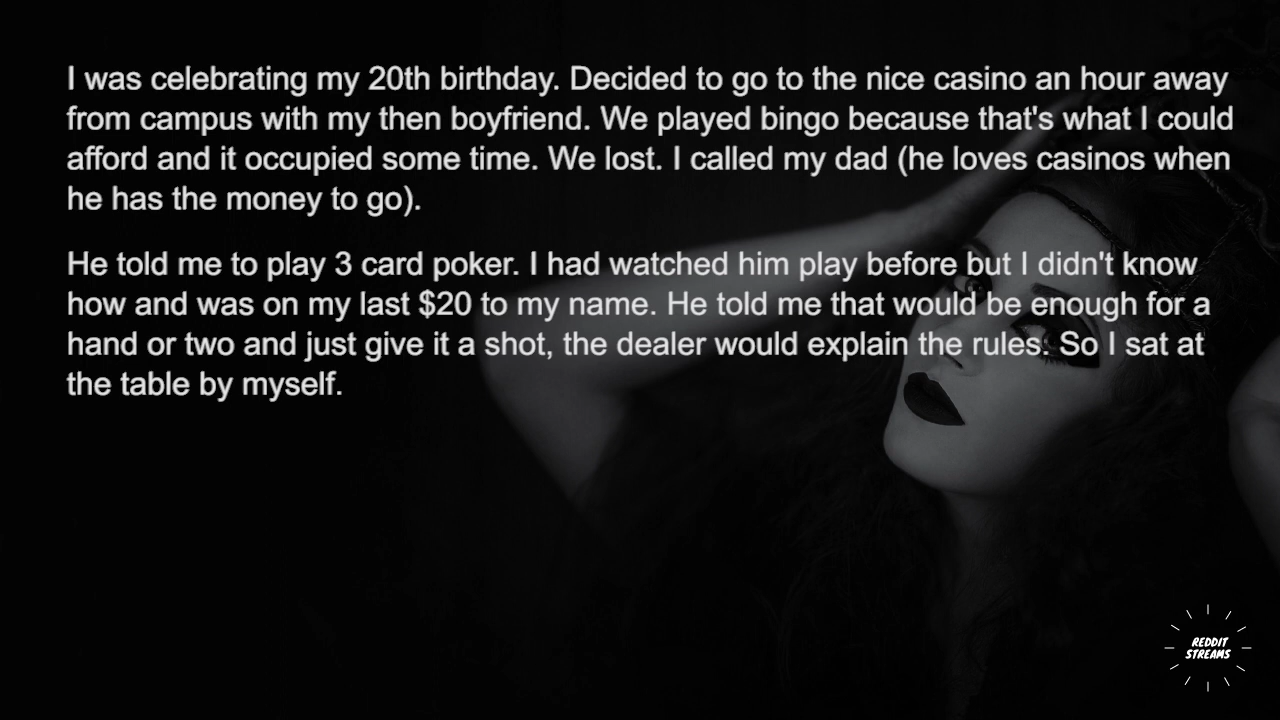 I was celebrating my 20th birthday. Decided to go to the nice casino an hour away
from campus with my then boyfriend. We played bingo because that's what I could
afford and it occupied some time. We lost. I called my dad (he loves casinos when
he has the money to go).
He told me to play 3 card poker. I had watched him play before but I didn't know
how and was on my last $20 to my name. He told me that would be enough for a
hand or two and just give it a shot, the dealer would explain the rules. So I sat at
the table by myself.
REDDIT
STREAMS